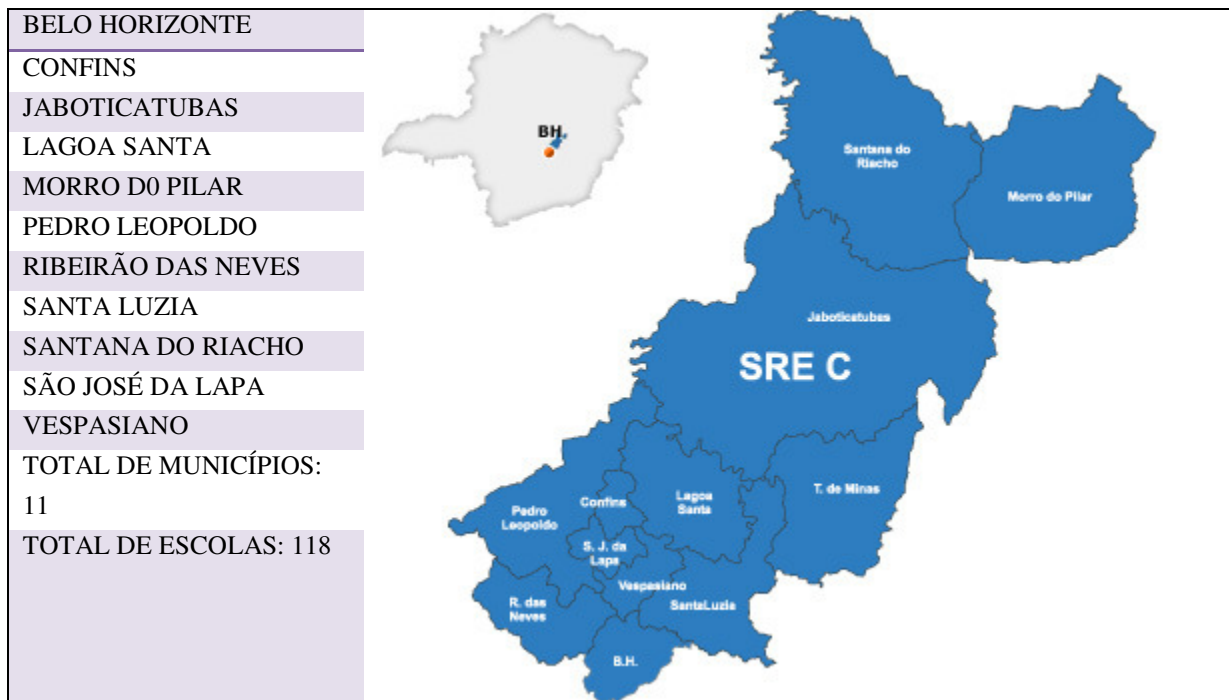 BELO HORIZONTE
CONFINS
JABOTICATUBAS
LAGOA SANTA
MORRO D0 PILAR
PEDRO LEOPOLDO
RIBEIRÃO DAS NEVES
SANTA LUZIA
SANTANA DO RIACHO
SÃO JOSÉ DA LAPA
VESPASIANO
TOTAL DE MUNICÍPIOS:
11
TOTAL DE ESCOLAS: 118
BH
Santana do
Riacho
Morro do Pilar
Jaboticatubas
SRE C
T. de Minas
Lagoa
Santa
Confins
Pedro
Leopoldo
S. J. da
Lapa
Vespasiano
SantaLuzia
R. das
Neves
B.H.